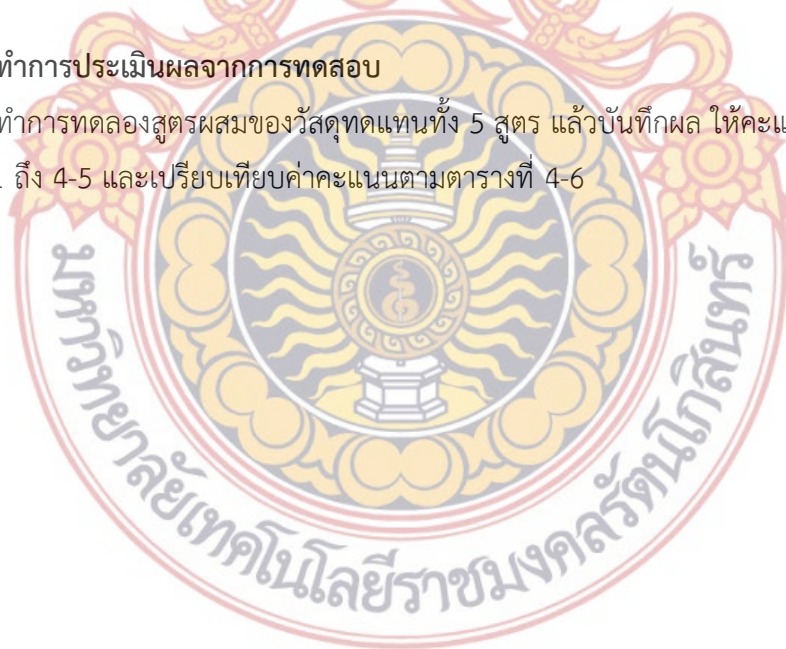 ทำการประเมินผลจากการทดสอบ
ทำการทดลองสูตรผสมของวัสดุทดแทนทั้ง 5 สูตร แล้วบันทึกผล ให้คะแ
ถึง 4-5 และเปรียบเทียบค่าคะแนนตามตารางที่ 4-6
มหาวิทยาลัยเทคโนโลยีราชมงคลรัตนโกสินทร์